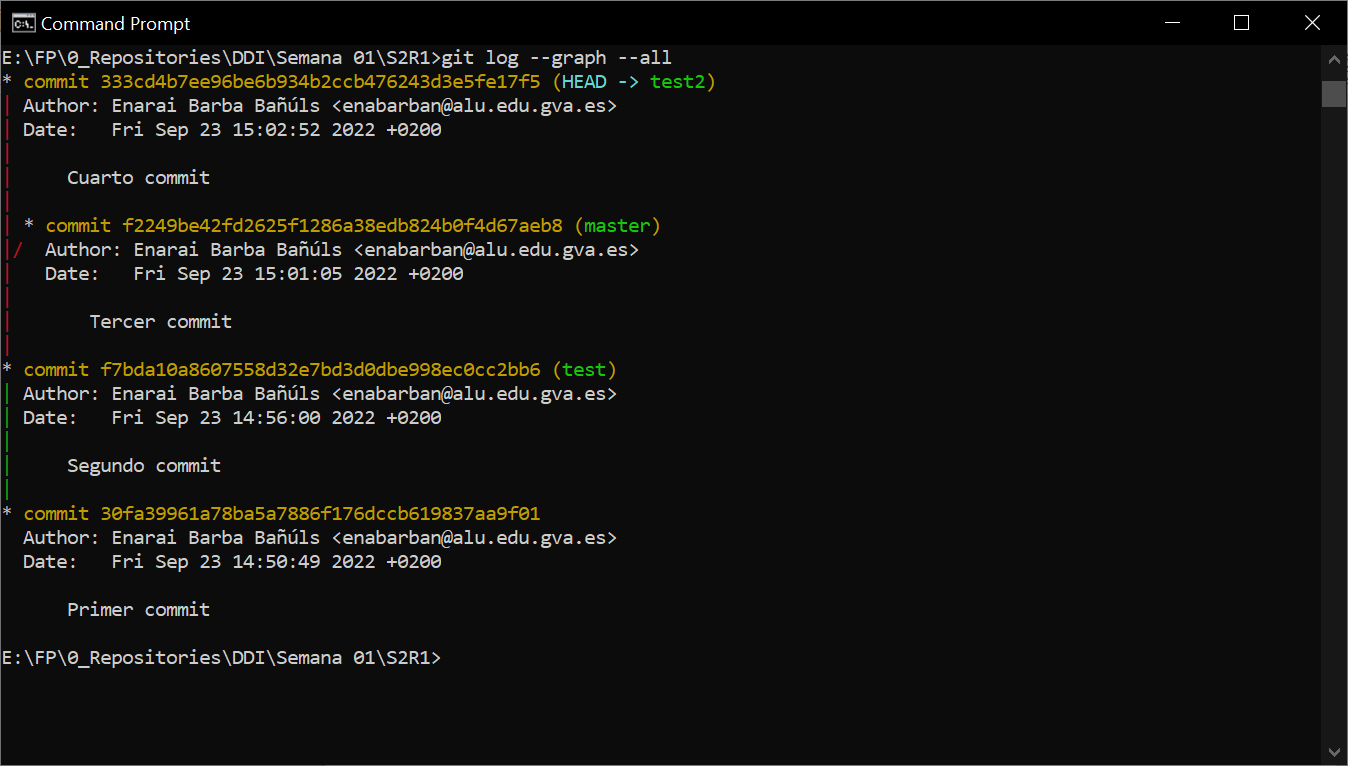 Command Prompt
E:\FP\0_Repositories\DDI\Semana 01\S2R1>git log --graph --all
* commit 333cd4b7ee96be6b934b2ccb476243d3e5fe17f5 (HEAD -> test2)
| Author: Enarai Barba Bañúls <enabarban@alu.edu.gva.es>
| Date:   Fri Sep 23 15:02:52 2022 +0200
|
|     Cuarto commit
|
| * commit f2249be42fd2625f1286a38edb824b0f4d67aeb8 (master)
|/  Author: Enarai Barba Bañúls <enabarban@alu.edu.gva.es>
|   Date:   Fri Sep 23 15:01:05 2022 +0200
|
|       Tercer commit
|
* commit f7bda10a8607558d32e7bd3d0dbe998ec0cc2bb6 (test)
| Author: Enarai Barba Bañúls <enabarban@alu.edu.gva.es>
| Date:   Fri Sep 23 14:56:00 2022 +0200
|
|     Segundo commit
|
* commit 30fa39961a78ba5a7886f176dccb619837aa9f01
  Author: Enarai Barba Bañúls <enabarban@alu.edu.gva.es>
  Date:   Fri Sep 23 14:50:49 2022 +0200

      Primer commit

E:\FP\0_Repositories\DDI\Semana 01\S2R1>